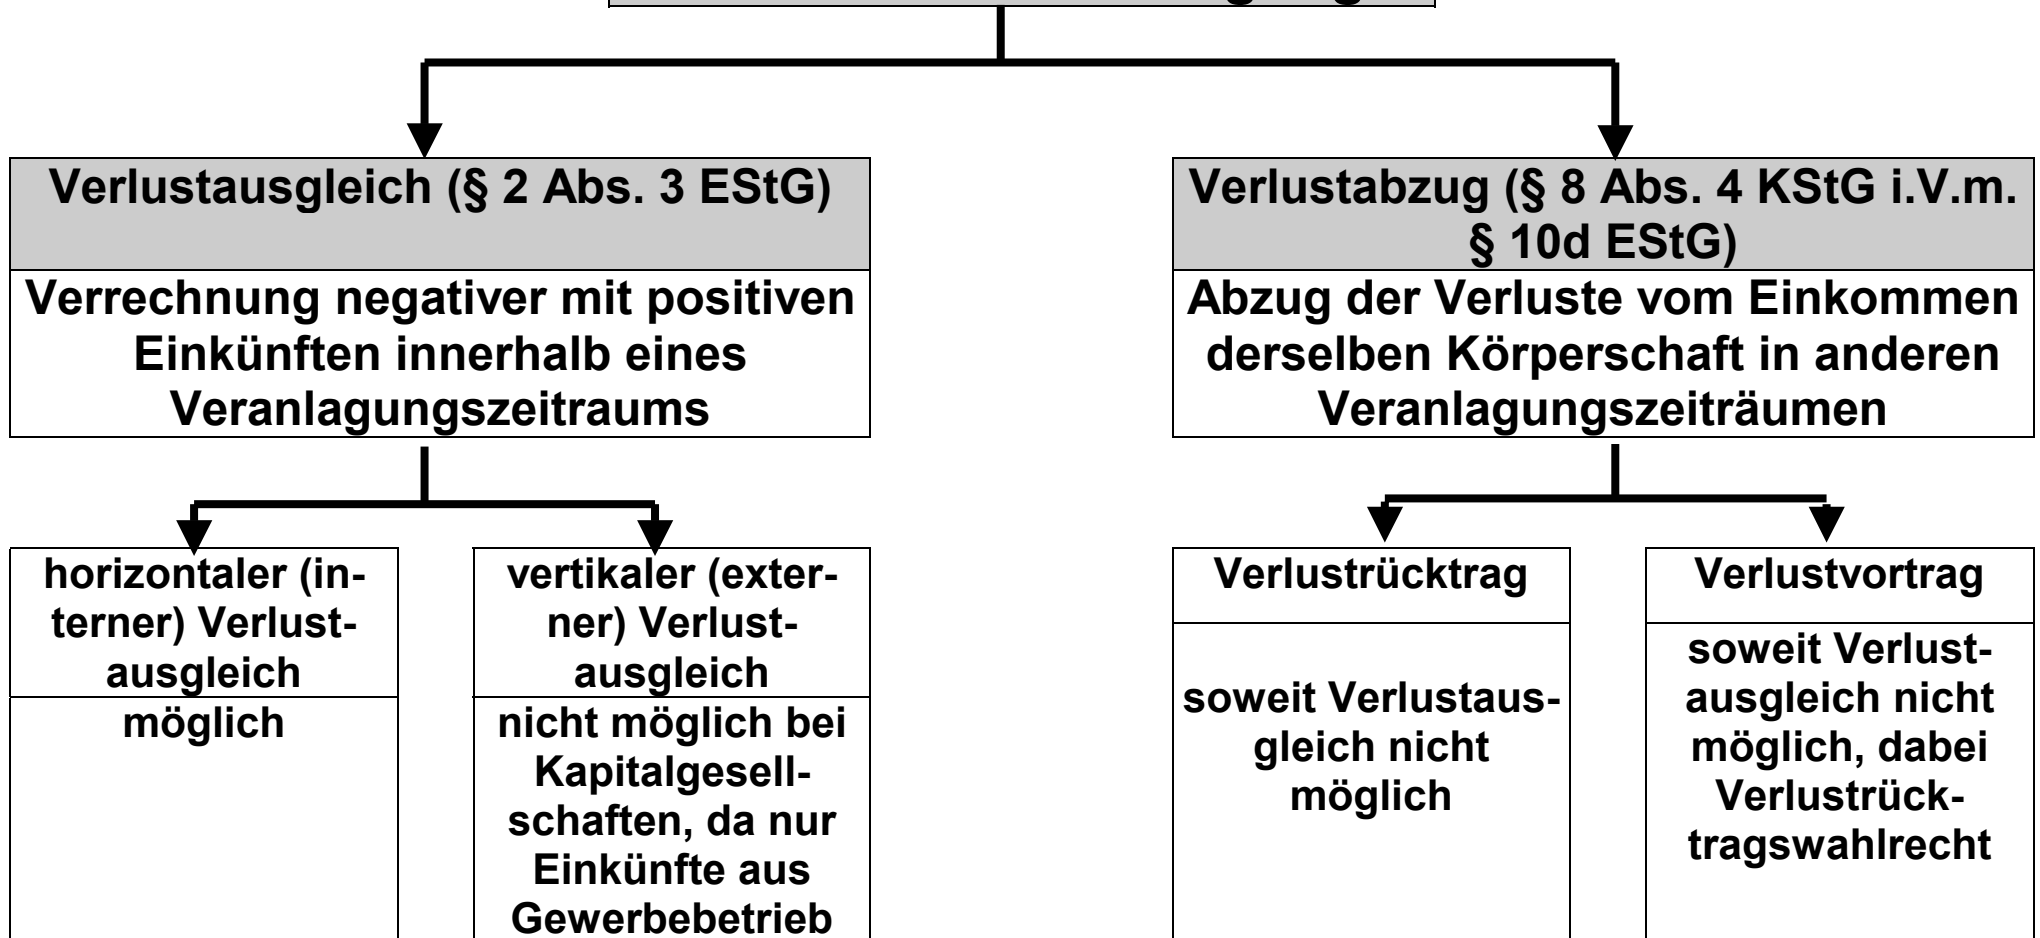 Verlustausgleich (§ 2 Abs. 3 EStG)
Verrechnung negativer mit positiven
Einkünften innerhalb eines
Veranlagungszeitraums
Verlustabzug (§ 8 Abs. 4 KStG i.V.m.
§ 10d EStG)
Abzug der Verluste vom Einkommen
derselben Körperschaft in anderen
Veranlagungszeiträumen
horizontaler (in-
terner) Verlust-
ausgleich
möglich
vertikaler (exter-
ner) Verlust-
ausgleich
nicht möglich bei
Kapitalgesell-
schaften, da nur
Einkünfte aus
Gewerbebetrieb
Verlustrücktrag
soweit Verlustaus-
gleich nicht
möglich
Verlustvortrag
soweit Verlust-
ausgleich nicht
möglich, dabei
Verlustrück-
tragswahlrecht